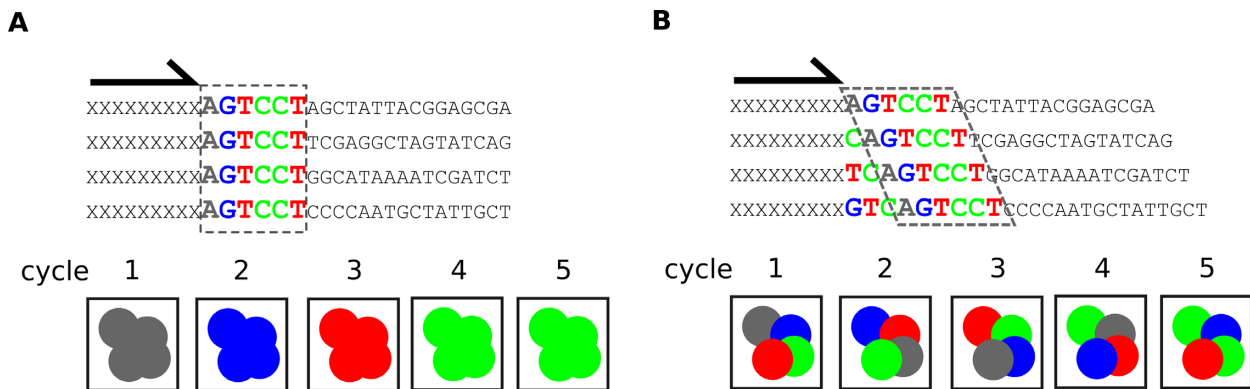 A
XXXXXXXXXAGTCCTAGCTATTACGGAGCGA
XXXXXXXXXAGTCCTTCGAGGCTAGTATCAG
XXXXXXXXXAGTCCTGGCATAAAATCGATCT
XXXXXXXXXAGTCCTCCCCAATGCTATTGCT
cycle 1 2 3 4 5
B
XXXXXXXXXAGTCCTAGCTATTACGGAGCGA
XXXXXXXXXCAGTCCTTCGAGGCTAGTATCAG
XXXXXXXXXTCAGTCCTGGCATAAAATCGATCT
XXXXXXXXXGTCAGTCCTCCCCAATGCTATTGCT
cycle 1 2 3 4 5